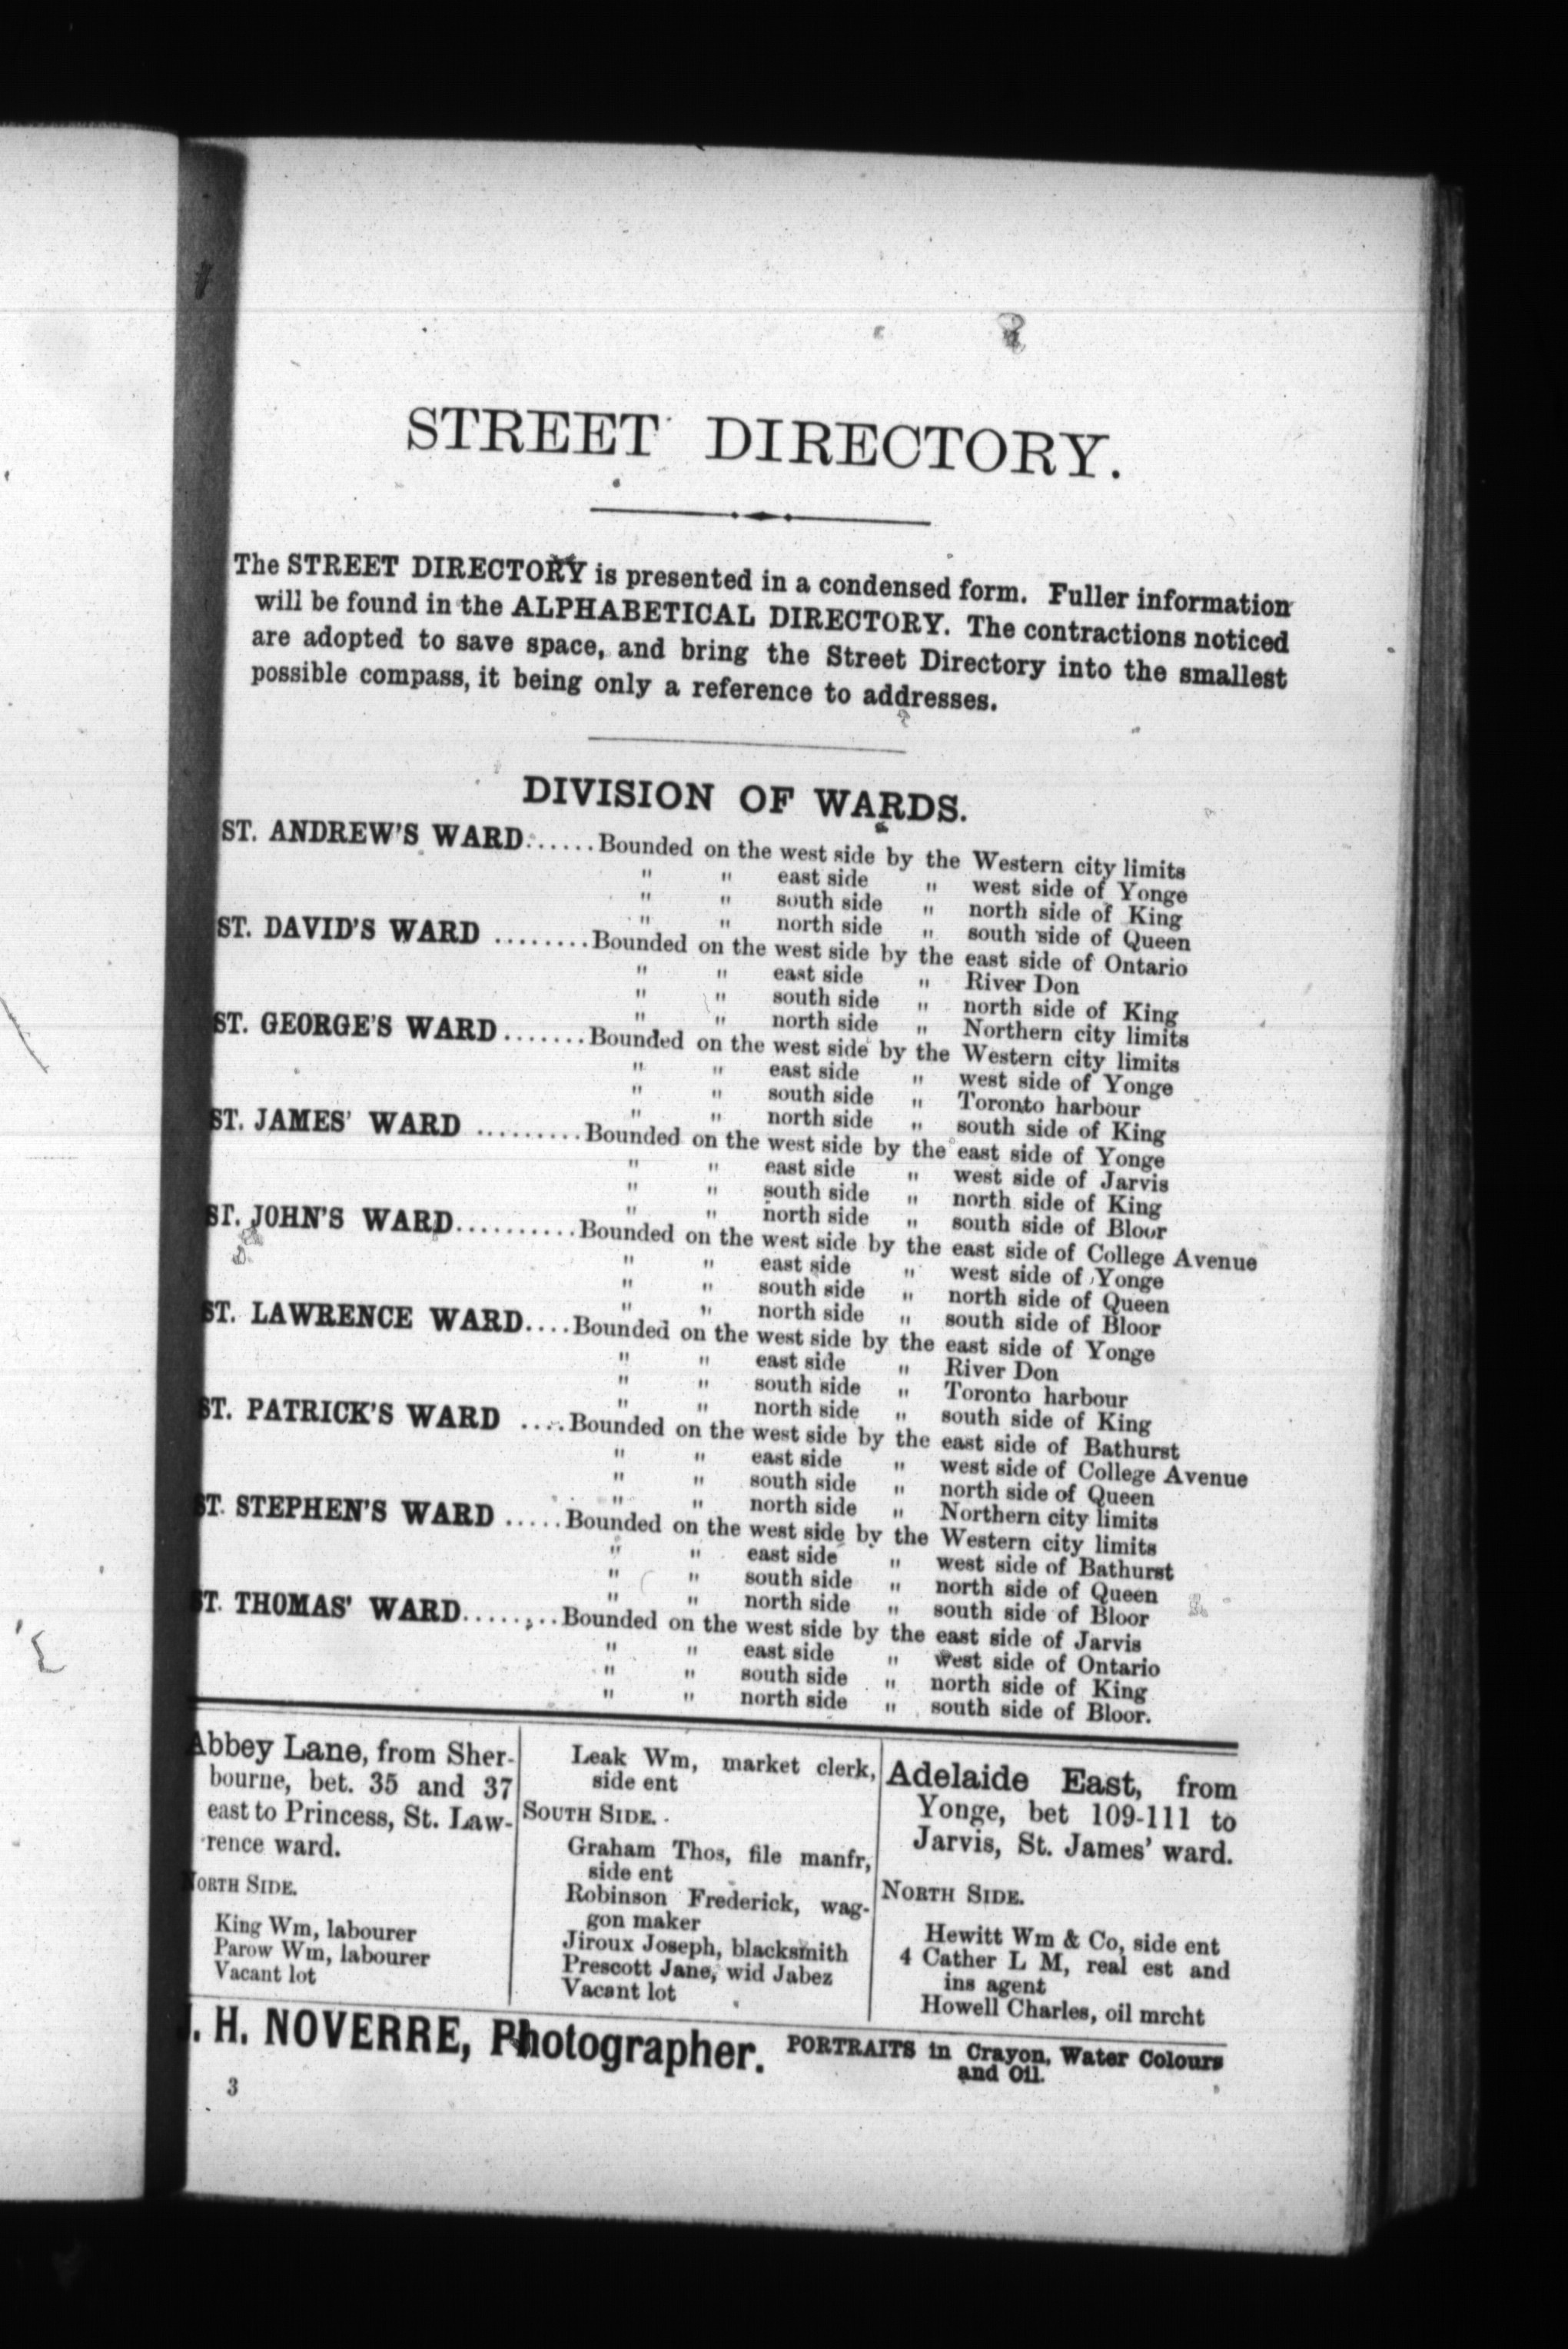 STREET DIRECTORY.
The STREET DIRECTORY is presented in a condensed form. Fuller information
will be found in the ALPHABETICAL DIRECTORY. The contractions noticed
are adopted to save space, and bring the Street Directory into the smallest
possible compass, it being only a reference to addresses.
DIVISION OF WARDS.
ST. ANDREW'S WARD......Bounded on the west side by the Western city limits
" " east side " west side of Yonge
" " south side " north side of King
" " north side " south side of Queen
ST. DAVID'S WARD ........Bounded on the west side by the east side of Ontario
" " east side " River Don
" " south side " north side of King
" " north side " Northern city limits
ST. GEORGE'S WARD.......Bounded on the west side by the Western city limits
" " east side " west side of Yonge
" " south side " Toronto harbour
" " north side " south side of King
ST. JAMES' WARD .........Bounded on the west side by the east side of Yonge
" " east side " west side of Jarvis
" " south side " north side of King
" " north side " south side of Bloor
ST. JOHN'S WARD..........Bounded on the west side by the east side of College Avenue
" " east side " west side of Yonge
" " south side " north side of Queen
" " north side " south side of Bloor
ST. LAWRENCE WARD....Bounded on the west side by the east side of Yonge
" " east side " River Don
" " south side " Toronto harbour
" " north side " south side of King
ST. PATRICK'S WARD ....Bounded on the west side by the east side of Bathurst
" " east side " west side of College Avenue
" " south side " north side of Queen
" " north side " Northern city limits
ST. STEPHEN'S WARD .....Bounded on the west side by the Western city limits
" " east side " west side of Bathurst
" " south side " north side of Queen
" " north side " south side of Bloor
ST. THOMAS' WARD........Bounded on the west side by the east side of Jarvis
" " east side " west side of Ontario
" " south side " north side of King
" " north side " south side of Bloor.
Abbey Lane, from Sher-
bourne, bet. 35 and 37
east to Princess, St. Law-
rence ward.
NORTH SIDE.
King Wm, labourer
Parow Wm, labourer
Vacant lot
Leak Wm, market clerk,
side ent
SOUTH SIDE.
Graham Thos, file manfr,
side ent
Robinson Frederick, wag-
gon maker
Jiroux Joseph, blacksmith
Prescott Jane, wid Jabez
Vacant lot
Adelaide East, from
Yonge, bet 109-111 to
Jarvis, St. James' ward.
NORTH SIDE.
Hewitt Wm & Co, side ent
4 Cather L M, real est and
ins agent
Howell Charles, oil mrcht
J. H. NOVERRE, Photographer. PORTRAITS in Crayon, Water Colours
and Oil.
3